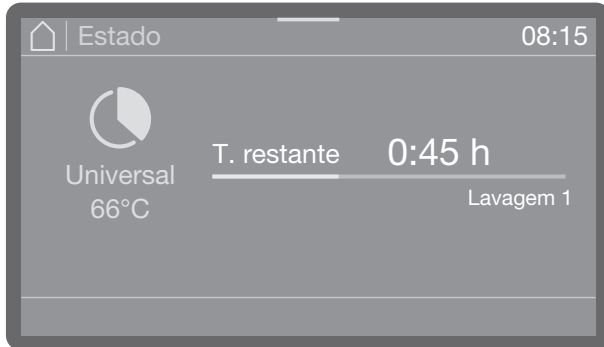 Estado 08:15
T. restante 0:45 h
Universal
66°C
Lavagem 1